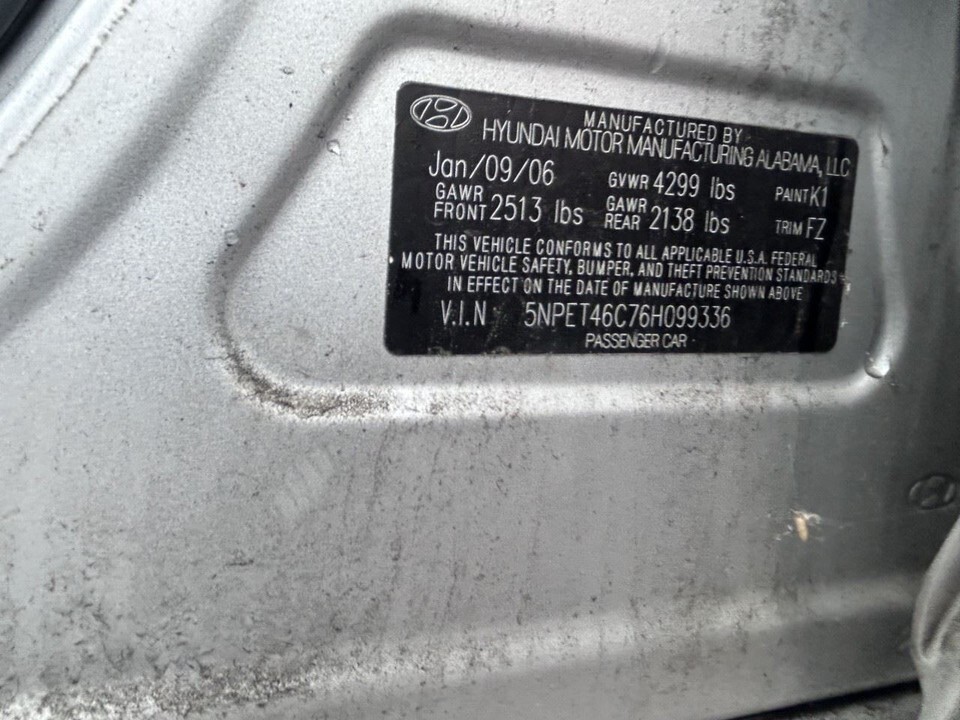 MANUFACTURED BY
HYUNDAI MOTOR MANUFACTURING ALABAMA, LLC
Jan/09/06 GVWR 4299 lbs PAINT K1
GAWR FRONT 2513 lbs GAWR REAR 2138 lbs TRIM FZ
THIS VEHICLE CONFORMS TO ALL APPLICABLE U.S.A. FEDERAL
MOTOR VEHICLE SAFETY, BUMPER, AND THEFT PREVENTION STANDARDS
IN EFFECT ON THE DATE OF MANUFACTURE SHOWN ABOVE
V.I.N 5NPET46C76H099336
PASSENGER CAR